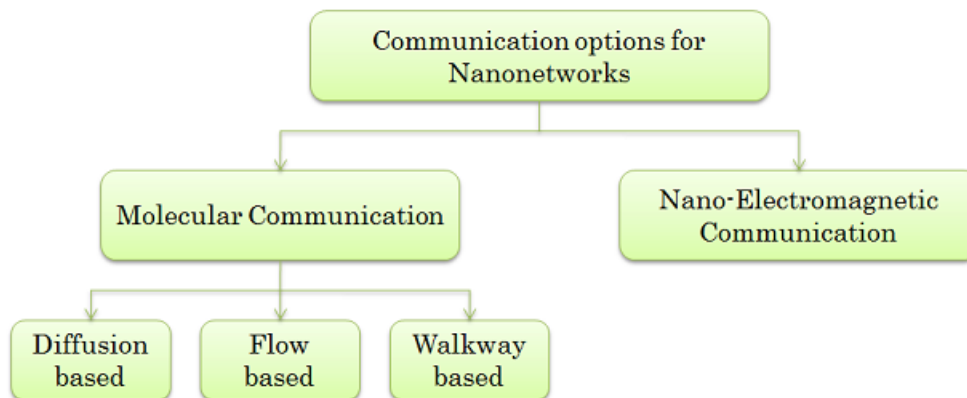 Communication options for
Nanonetworks
Molecular Communication
Nano-Electromagnetic
Communication
Diffusion
based
Flow
based
Walkway
based